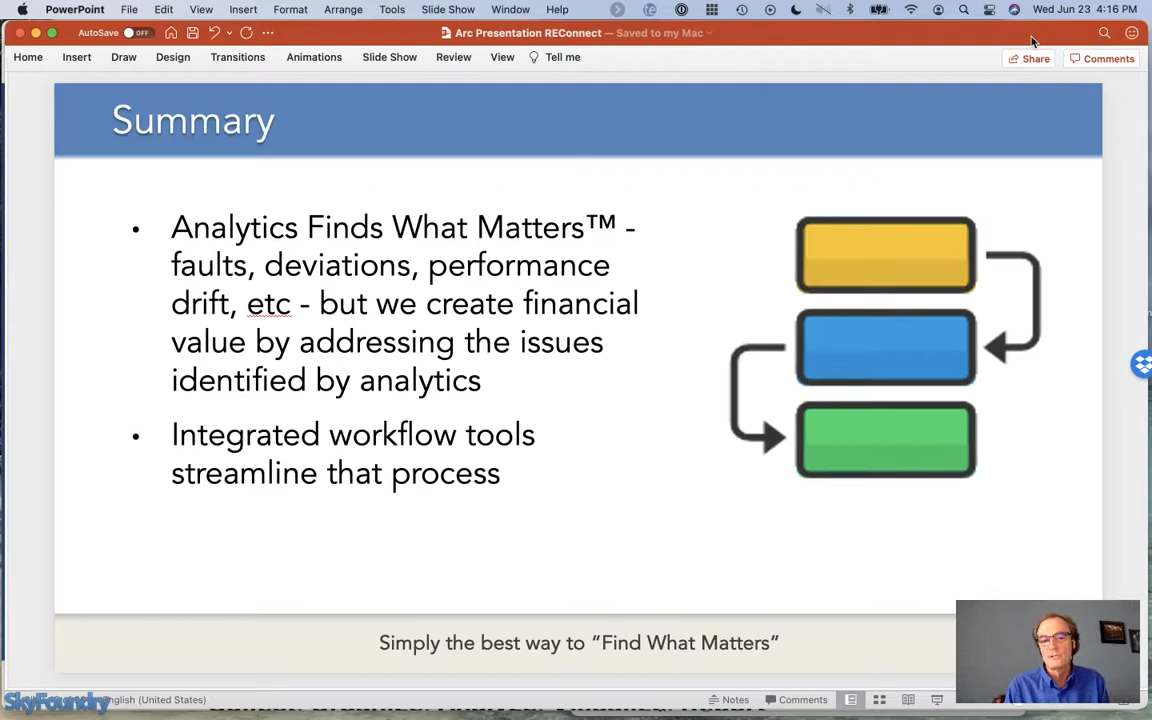 PowerPoint File Edit View Insert Format Arrange Tools Slide Show Window Help Wed Jun 23 4:16 PM
AutoSave OFF Arc Presentation REConnect — Saved to my Mac
Home Insert Draw Design Transitions Animations Slide Show Review View Tell me Share Comments
Summary
• Analytics Finds What Matters™ -
faults, deviations, performance
drift, etc - but we create financial
value by addressing the issues
identified by analytics
• Integrated workflow tools
streamline that process
Simply the best way to “Find What Matters”
SkyFoundry English (United States) Notes Comments